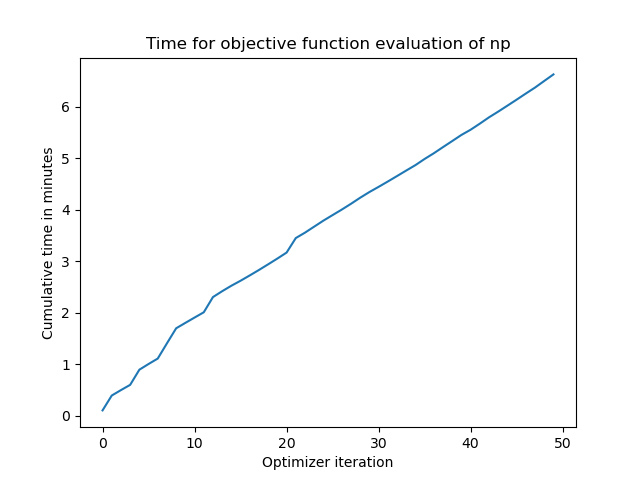 Time for objective function evaluation of np
Cumulative time in minutes
6
5
4
3
2
1
0
0 10 20 30 40 50
Optimizer iteration